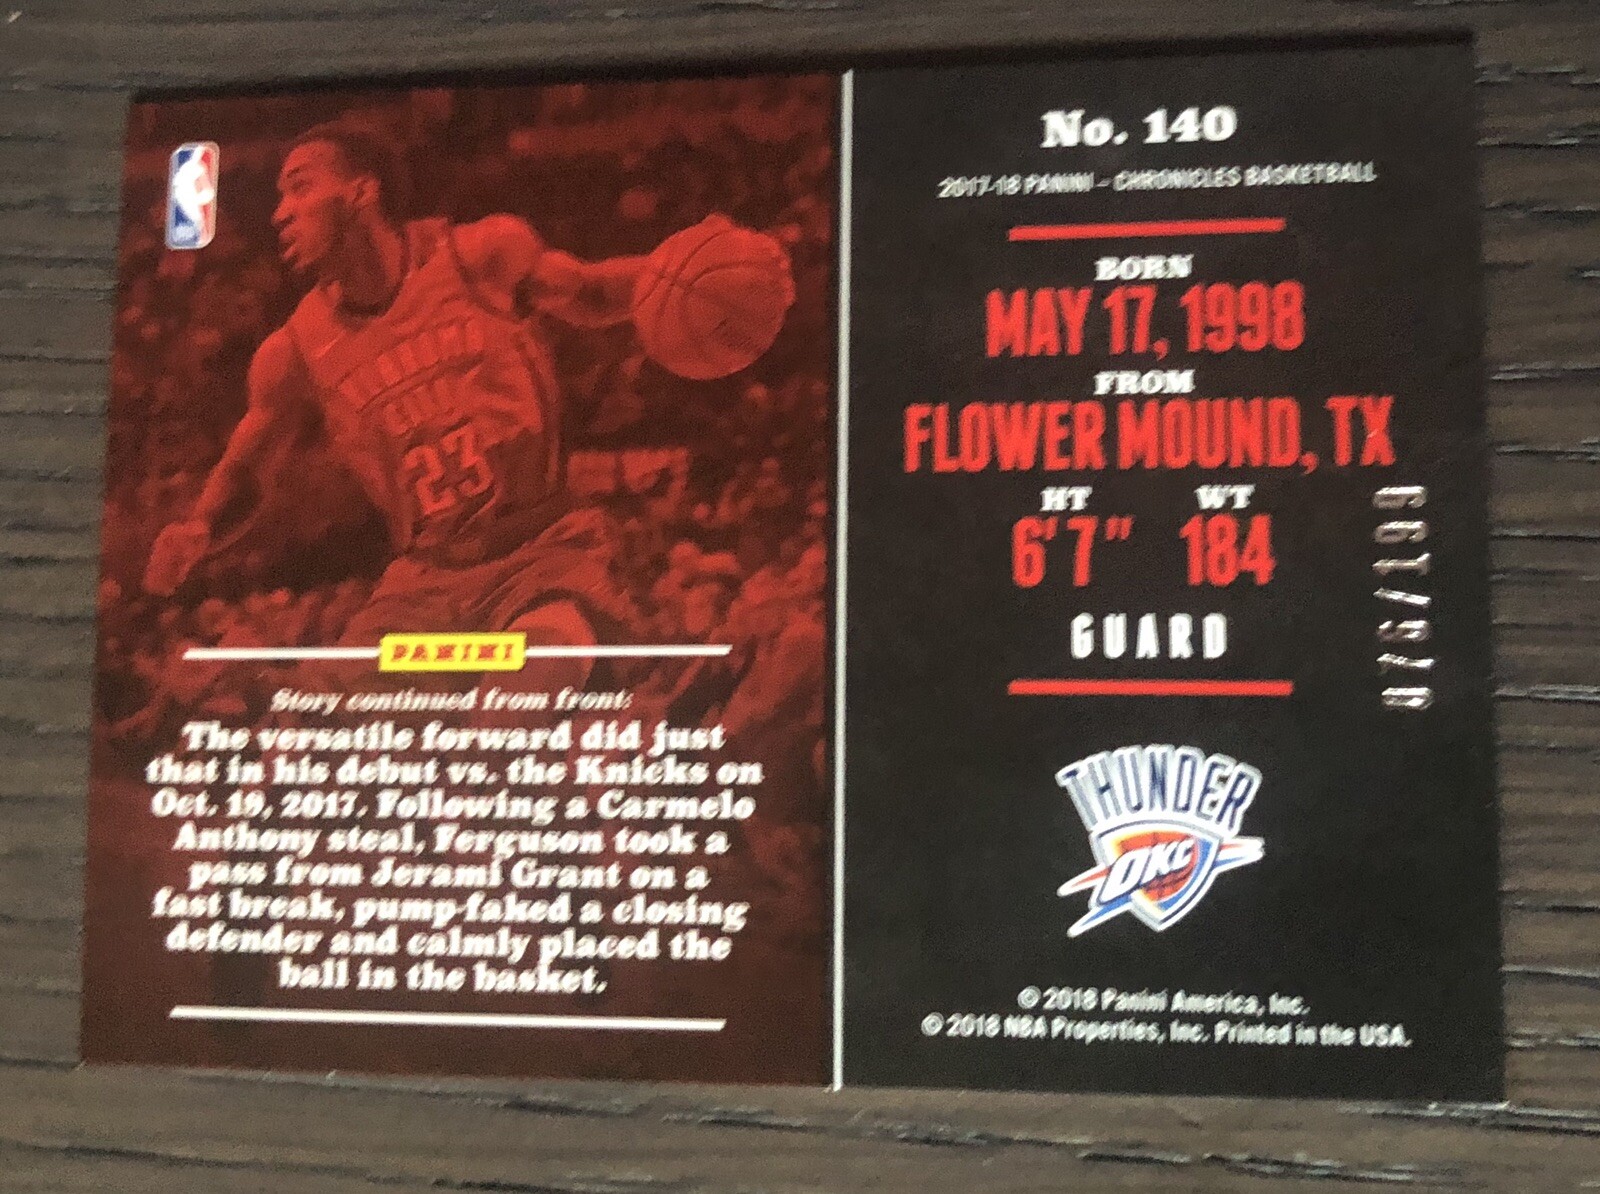 OKLAHOMA
CITY
23
PANINI
Story continued from front:
The versatile forward did just
that in his debut vs. the Knicks on
Oct. 19, 2017. Following a Carmelo
Anthony steal, Ferguson took a
pass from Jerami Grant on a
fast break, pump-faked a closing
defender and calmly placed the
ball in the basket.
No. 140
2017-18 PANINI – CHRONICLES BASKETBALL
BORN
MAY 17, 1998
FROM
FLOWER MOUND, TX
HT WT
6'7" 184
GUARD
076/199
THUNDER
OKC
© 2018 Panini America, Inc.
© 2018 NBA Properties, Inc. Printed in the USA.